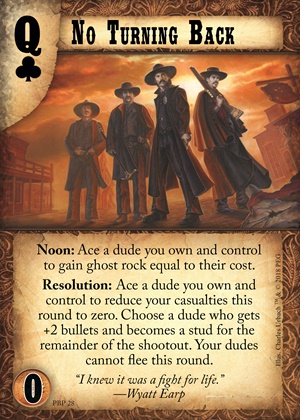 Q
No Turning Back
Noon: Ace a dude you own and control
to gain ghost rock equal to their cost.
Resolution: Ace a dude you own and
control to reduce your casualties this
round to zero. Choose a dude who gets
+2 bullets and becomes a stud for the
remainder of the shootout. Your dudes
cannot flee this round.
"I knew it was a fight for life."
—Wyatt Earp
0
PBP 28